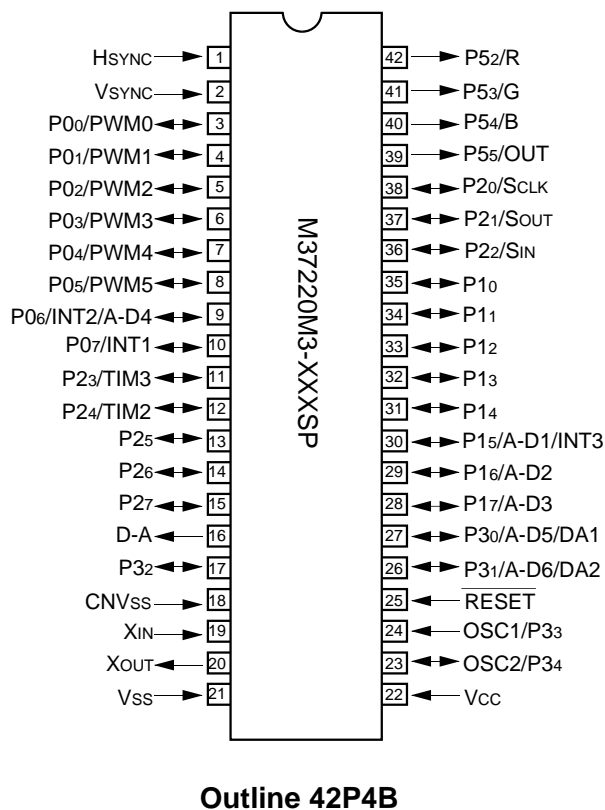 HSYNC 1 42 P52/R
VSYNC 2 41 P53/G
P00/PWM0 3 40 P54/B
P01/PWM1 4 39 P55/OUT
P02/PWM2 5 38 P20/SCLK
P03/PWM3 6 37 P21/SOUT
P04/PWM4 7 36 P22/SIN
P05/PWM5 8 35 P10
P06/INT2/A-D4 9 34 P11
P07/INT1 10 33 P12
P23/TIM3 11 32 P13
P24/TIM2 12 31 P14
P25 13 30 P15/A-D1/INT3
P26 14 29 P16/A-D2
P27 15 28 P17/A-D3
D-A 16 27 P30/A-D5/DA1
P32 17 26 P31/A-D6/DA2
CNVSS 18 25 RESET
XIN 19 24 OSC1/P33
XOUT 20 23 OSC2/P34
VSS 21 22 VCC
M37220M3-XXXSP
Outline 42P4B